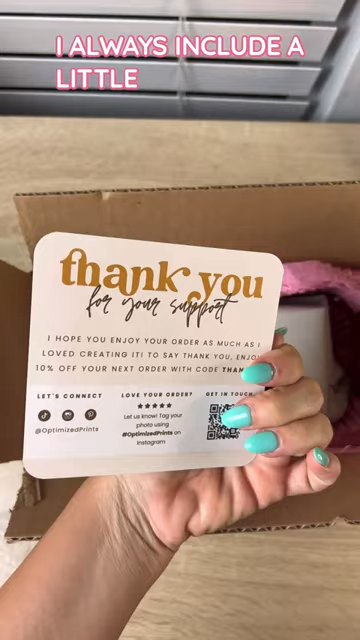 I ALWAYS INCLUDE A
LITTLE
thank you
for your support
I HOPE YOU ENJOY YOUR ORDER AS MUCH AS I
LOVED CREATING IT! TO SAY THANK YOU, ENJOY
10% OFF YOUR NEXT ORDER WITH CODE
LET'S CONNECT
@OptimizedPrints
LOVE YOUR ORDER?
Let us know! Tag your
photo using
#OptimizedPrints on
Instagram
GET IN TOUCH